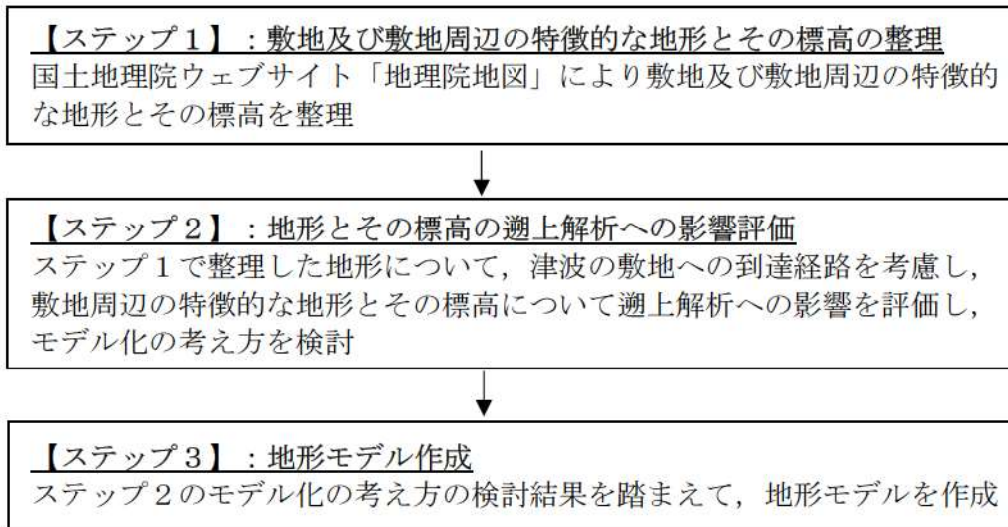 【ステップ１】：敷地及び敷地周辺の特徴的な地形とその標高の整理
国土地理院ウェブサイト「地理院地図」により敷地及び敷地周辺の特徴的
な地形とその標高を整理
【ステップ２】：地形とその標高の遡上解析への影響評価
ステップ１で整理した地形について，津波の敷地への到達経路を考慮し，
敷地周辺の特徴的な地形とその標高について遡上解析への影響を評価し，
モデル化の考え方を検討
【ステップ３】：地形モデル作成
ステップ２のモデル化の考え方の検討結果を踏まえて，地形モデルを作成